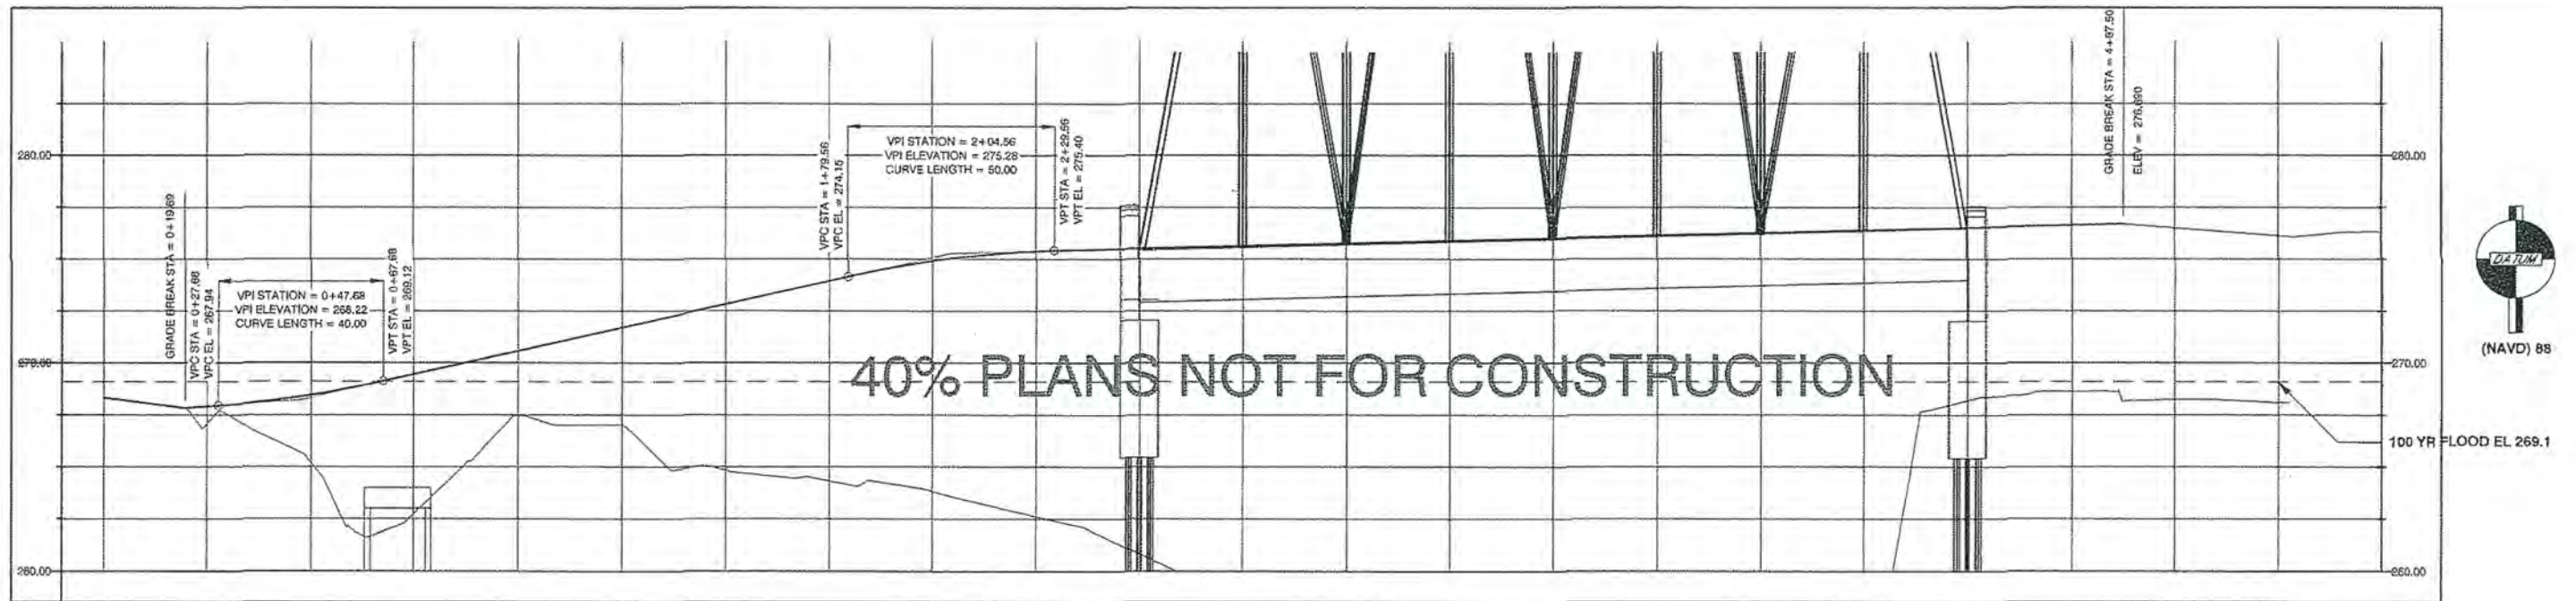 GRADE BREAK STA = 0+19.69
VPC STA = 0+27.68
VPC EL = 267.94
VPI STATION = 0+47.68
VPI ELEVATION = 268.22
CURVE LENGTH = 40.00
VPT STA = 0+67.68
VPT EL = 269.12
VPC STA = 1+79.56
VPC EL = 274.15
VPI STATION = 2+04.56
VPI ELEVATION = 275.28
CURVE LENGTH = 50.00
VPT STA = 2+29.56
VPT EL = 275.40
GRADE BREAK STA = 4+87.50
ELEV = 276.690
280.00
280.00
270.00
270.00
260.00
260.00
40% PLANS NOT FOR CONSTRUCTION
100 YR FLOOD EL 269.1
DATUM
(NAVD) 88